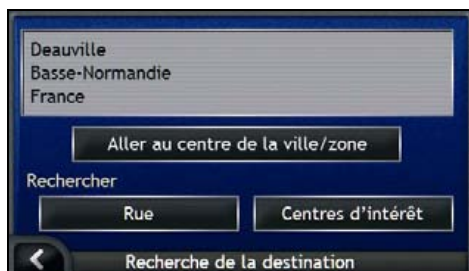 Deauville
Basse-Normandie
France
Aller au centre de la ville/zone
Rechercher
Rue
Centres d'intérêt
Recherche de la destination